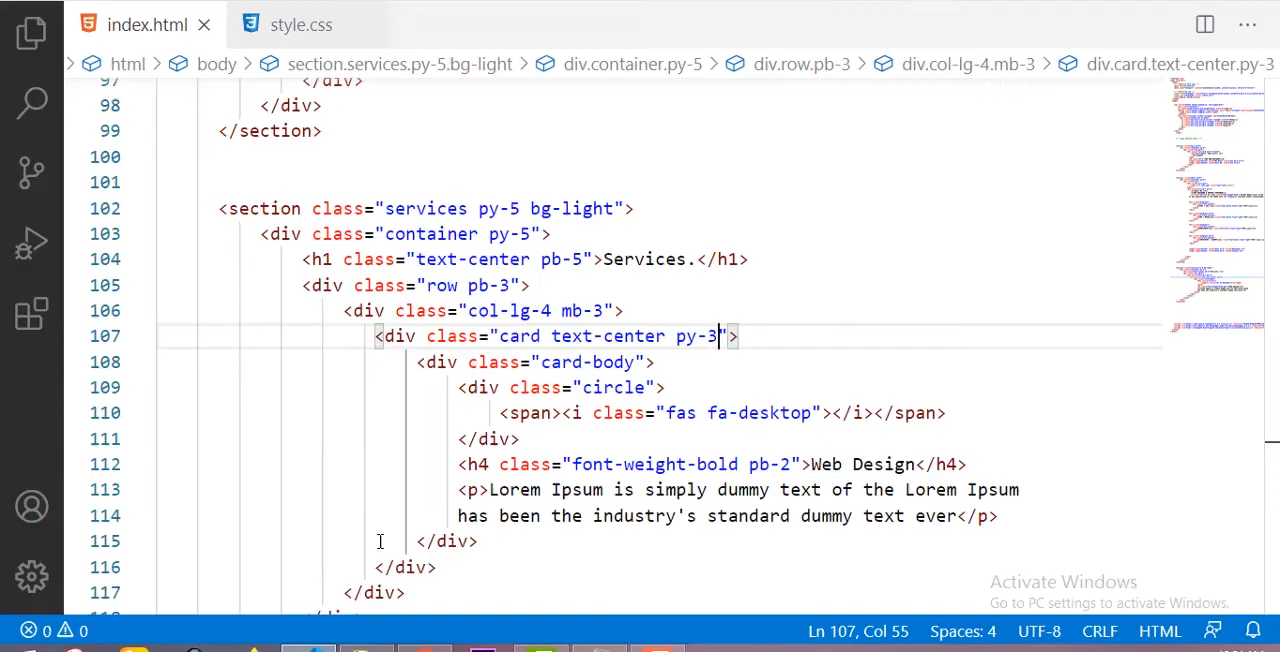 index.html
style.css
html
body
section.services.py-5.bg-light
div.container.py-5
div.row.pb-3
div.col-lg-4.mb-3
div.card.text-center.py-3
97 </div>
98 </div>
99 </section>
100
101
102 <section class="services py-5 bg-light">
103 <div class="container py-5">
104 <h1 class="text-center pb-5">Services.</h1>
105 <div class="row pb-3">
106 <div class="col-lg-4 mb-3">
107 <div class="card text-center py-3">
108 <div class="card-body">
109 <div class="circle">
110 <span><i class="fas fa-desktop"></i></span>
111 </div>
112 <h4 class="font-weight-bold pb-2">Web Design</h4>
113 <p>Lorem Ipsum is simply dummy text of the Lorem Ipsum
114 has been the industry's standard dummy text ever</p>
115 </div>
116 </div>
117 </div>
Activate Windows
Go to PC settings to activate Windows.
0 0 Ln 107, Col 55 Spaces: 4 UTF-8 CRLF HTML